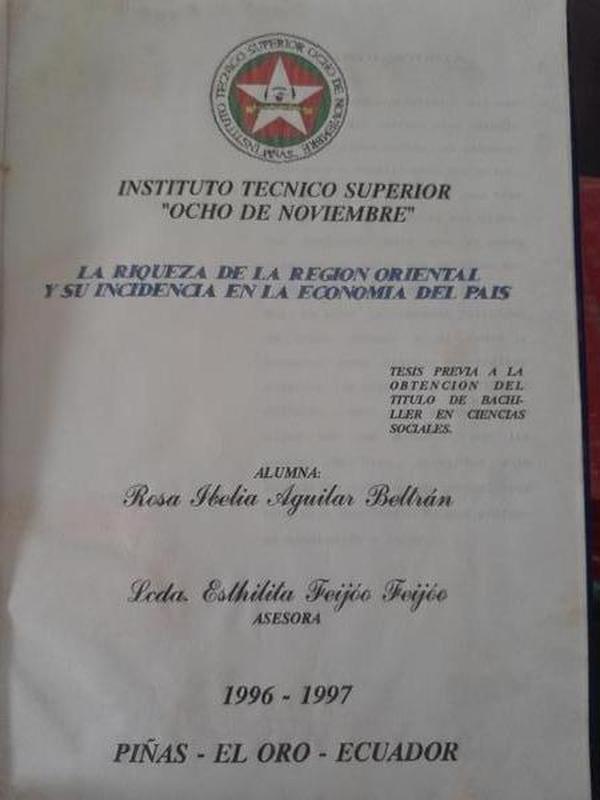 INSTITUTO TECNICO SUPERIOR OCHO DE NOVIEMBRE
INSTITUTO TECNICO SUPERIOR
"OCHO DE NOVIEMBRE"
LA RIQUEZA DE LA REGION ORIENTAL
Y SU INCIDENCIA EN LA ECONOMIA DEL PAIS
TESIS PREVIA A LA
OBTENCION DEL
TITULO DE BACHI-
LLER EN CIENCIAS
SOCIALES.
ALUMNA:
Rosa Ibelia Aguilar Beltrán
Lcda. Esthilita Feijóo Feijóo
ASESORA
1996 - 1997
PIÑAS - EL ORO - ECUADOR